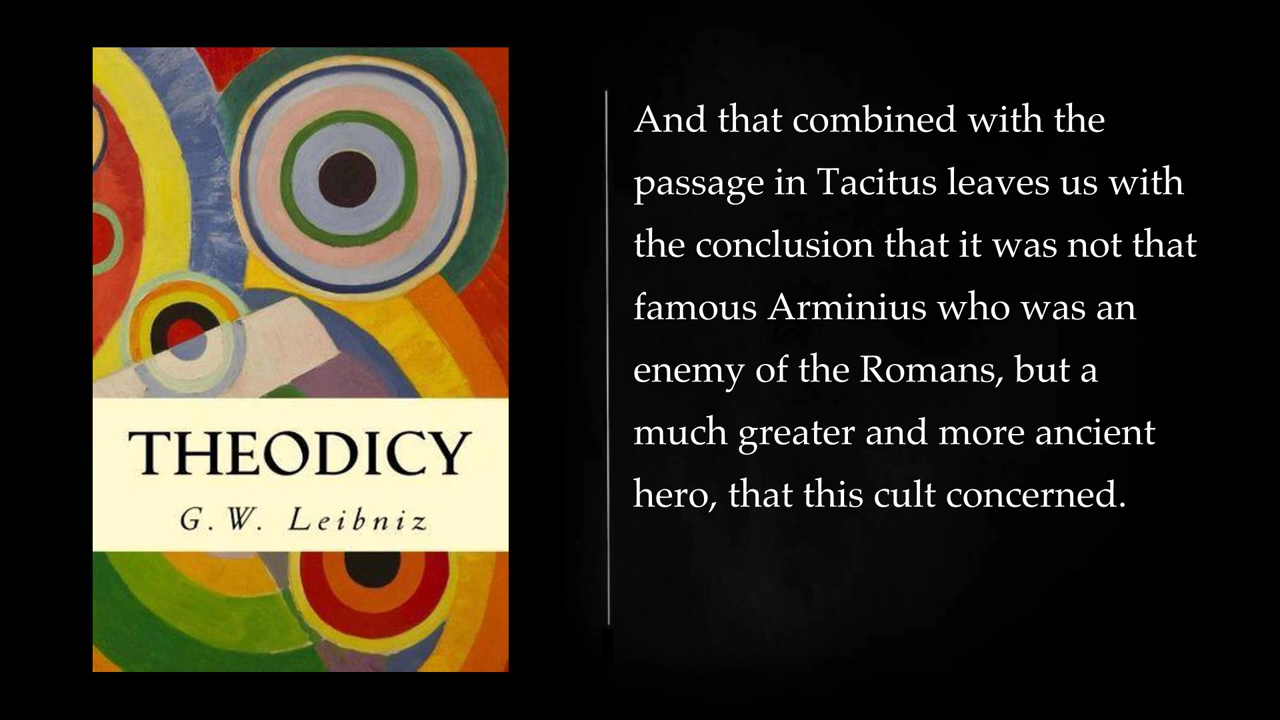 THEODICY
G. W. Leibniz
And that combined with the
passage in Tacitus leaves us with
the conclusion that it was not that
famous Arminius who was an
enemy of the Romans, but a
much greater and more ancient
hero, that this cult concerned.